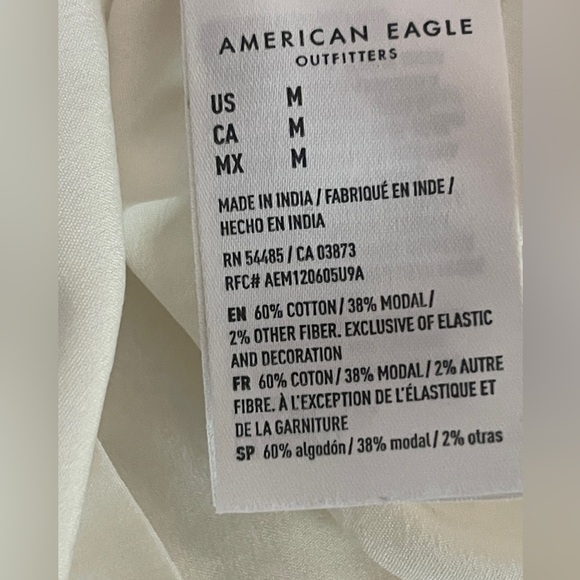 AMERICAN EAGLE
OUTFITTERS
US M
CA M
MX M
MADE IN INDIA / FABRIQUÉ EN INDE /
HECHO EN INDIA
RN 54485 / CA 03873
RFC# AEM120605U9A
EN 60% COTTON / 38% MODAL /
2% OTHER FIBER. EXCLUSIVE OF ELASTIC
AND DECORATION
FR 60% COTON / 38% MODAL / 2% AUTRE
FIBRE. À L'EXCEPTION DE L'ÉLASTIQUE ET
DE LA GARNITURE
SP 60% algodón / 38% modal / 2% otras